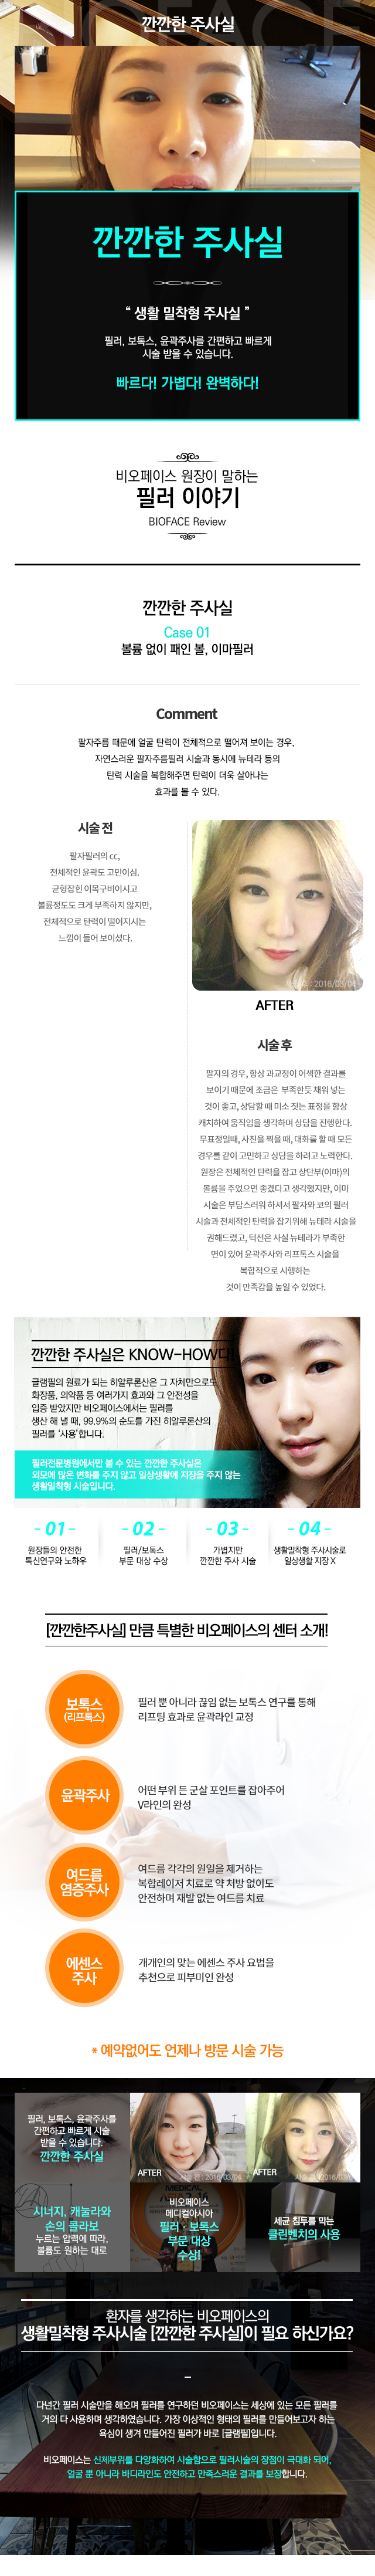 깐깐한 주사실
깐깐한 주사실
“ 생활 밀착형 주사실 ”
필러, 보톡스, 윤곽주사를 간편하고 빠르게
시술 받을 수 있습니다.
빠르다! 가볍다! 완벽하다!
비오페이스 원장이 말하는
필러 이야기
BIOFACE Review
깐깐한 주사실
Case 01
볼륨 없이 패인 볼, 이마필러
Comment
팔자주름 때문에 얼굴 탄력이 전체적으로 떨어져 보이는 경우,
자연스러운 팔자주름필러 시술과 동시에 뉴테라 등의
탄력 시술을 복합해주면 탄력이 더욱 살아나는
효과를 볼 수 있다.
시술 전
팔자필러의 cc,
전체적인 윤곽도 고민이심.
균형잡힌 이목구비이시고
볼륨정도도 크게 부족하지 않지만,
전체적으로 탄력이 떨어지시는
느낌이 들어 보이셨다.
: 2016/03/04
AFTER
시술 후
팔자의 경우, 항상 과교정이 어색한 결과를
보이기 때문에 조금은 부족한듯 채워 넣는
것이 좋고, 상담할 때 미소 짓는 표정을 항상
캐치하여 움직임을 생각하며 상담을 진행한다.
무표정일때, 사진을 찍을 때, 대화를 할 때 모든
경우를 같이 고민하고 상담을 하려고 노력한다.
원장은 전체적인 탄력을 잡고 상단부(이마)의
볼륨을 주었으면 좋겠다고 생각했지만, 이마
시술은 부담스러워 하셔서 팔자와 코의 필러
시술과 전체적인 탄력을 잡기위해 뉴테라 시술을
권해드렸고, 턱선은 사실 뉴테라가 부족한
면이 있어 윤곽주사와 리프톡스 시술을
복합적으로 시행하는
것이 만족감을 높일 수 있었다.
깐깐한 주사실은 KNOW-HOW다!
글램필의 원료가 되는 히알루론산은 그 자체만으로도
화장품, 의약품 등 여러가지 효과와 그 안전성을
입증 받았지만 비오페이스에서는 필러를
생산 해 낼 때, 99.9%의 순도를 가진 히알루론산의
필러를 ‘사용’합니다.
필러전문병원에서만 볼 수 있는 깐깐한 주사실은
외모에 많은 변화를 주지 않고 일상생활에 지장을 주지 않는
생활밀착형 시술입니다.
- 01 -
원장들의 안전한
톡신연구와 노하우
- 02 -
필러/보톡스
부문 대상 수상
- 03 -
가볍지만
깐깐한 주사 시술
- 04 -
생활밀착형 주사시술로
일상생활 지장 X
[깐깐한주사실] 만큼 특별한 비오페이스의 센터 소개!
보톡스
(리프톡스)
필러 뿐 아니라 끊임 없는 보톡스 연구를 통해
리프팅 효과로 윤곽라인 교정
윤곽주사
어떤 부위 든 군살 포인트를 잡아주어
V라인의 완성
여드름
염증주사
여드름 각각의 원일을 제거하는
복합레이저 치료로 약 처방 없이도
안전하며 재발 없는 여드름 치료
에센스
주사
개개인의 맞는 에센스 주사 요법을
추천으로 피부미인 완성
* 예약없어도 언제나 방문 시술 가능
필러, 보톡스, 윤곽주사를
간편하고 빠르게 시술
받을 수 있습니다.
깐깐한 주사실
AFTER
: 2016/03/04
AFTER
시너지, 캐눌라와
손의 콜라보
누르는 압력에 따라,
볼륨도 원하는 대로
비오페이스
메디컬아시아
필러 · 보톡스
부문 대상
수상!
세균 침투를 막는
클린벤치의 사용
환자를 생각하는 비오페이스의
생활밀착형 주사시술 [깐깐한 주사실]이 필요 하신가요?
다년간 필러 시술만을 해오며 필러를 연구하던 비오페이스는 세상에 있는 모든 필러를
거의 다 사용하며 생각하였습니다. 가장 이상적인 형태의 필러를 만들어보고자 하는
욕심이 생겨 만들어진 필러가 바로 [글램필]입니다.
비오페이스는 신체부위를 다양화하여 시술함으로 필러시술의 장점이 극대화 되어,
얼굴 뿐 아니라 바디라인도 안전하고 만족스러운 결과를 보장합니다.